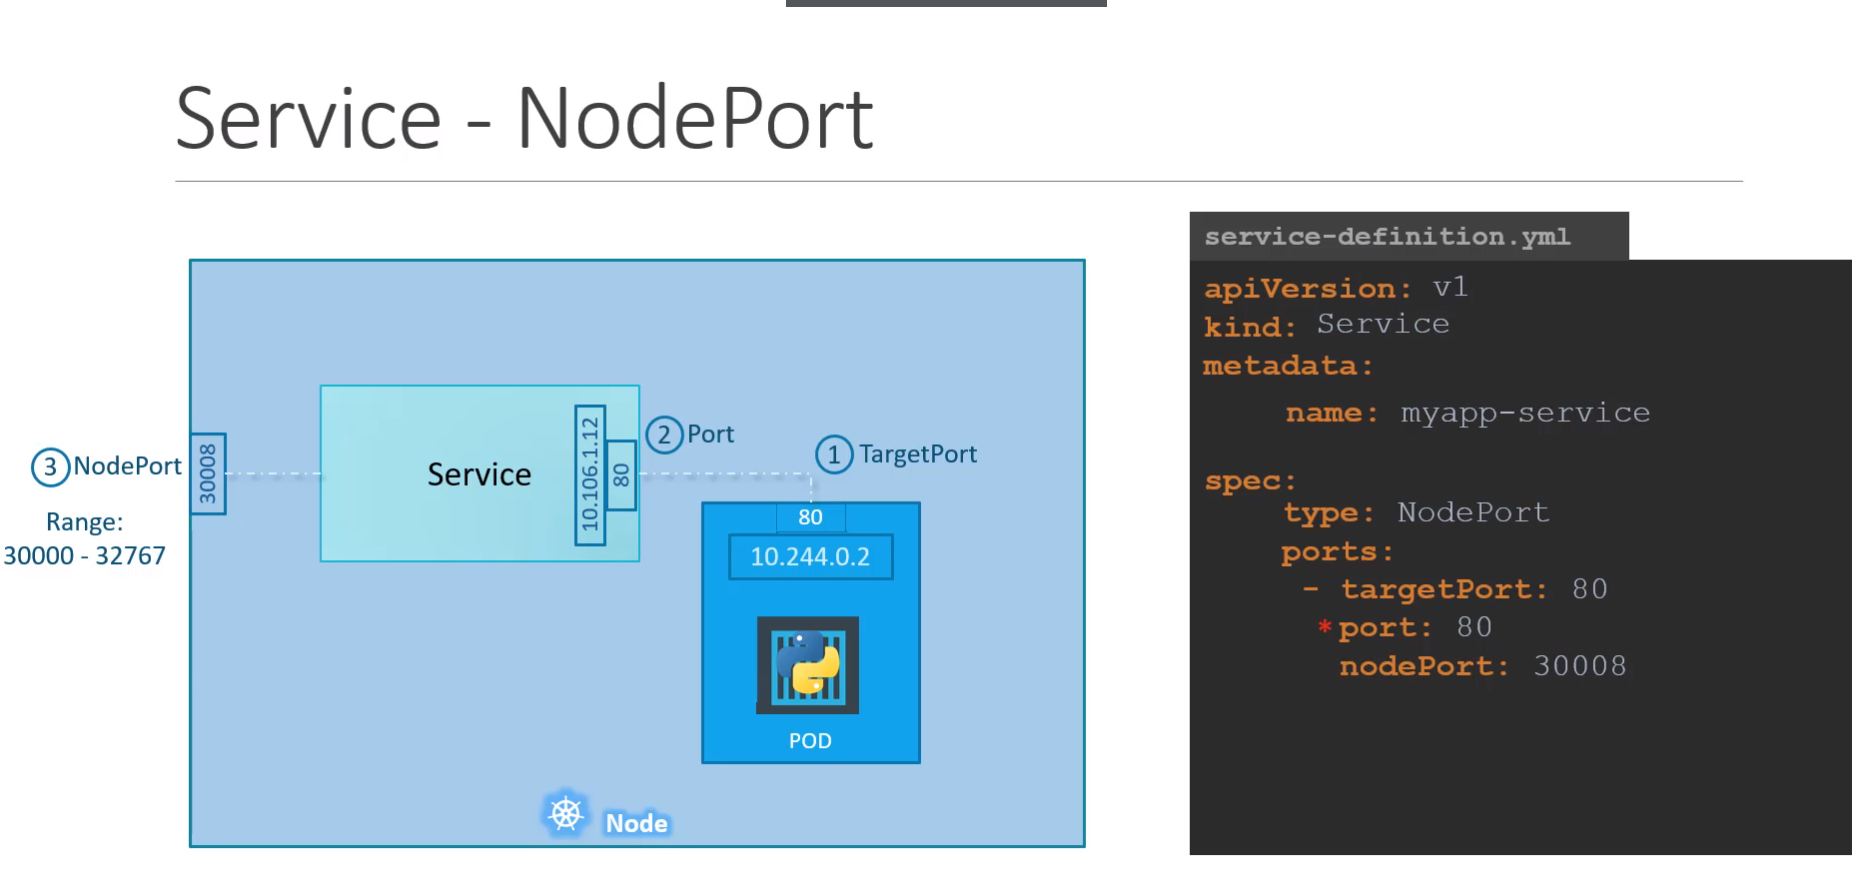 Service - NodePort
service-definition.yml
apiVersion: v1
kind: Service
metadata:
name: myapp-service
spec:
type: NodePort
ports:
- targetPort: 80
* port: 80
nodePort: 30008
3 NodePort
Range:
30000 - 32767
30008
Service
10.106.1.12
80
2 Port
1 TargetPort
80
10.244.0.2
POD
Node